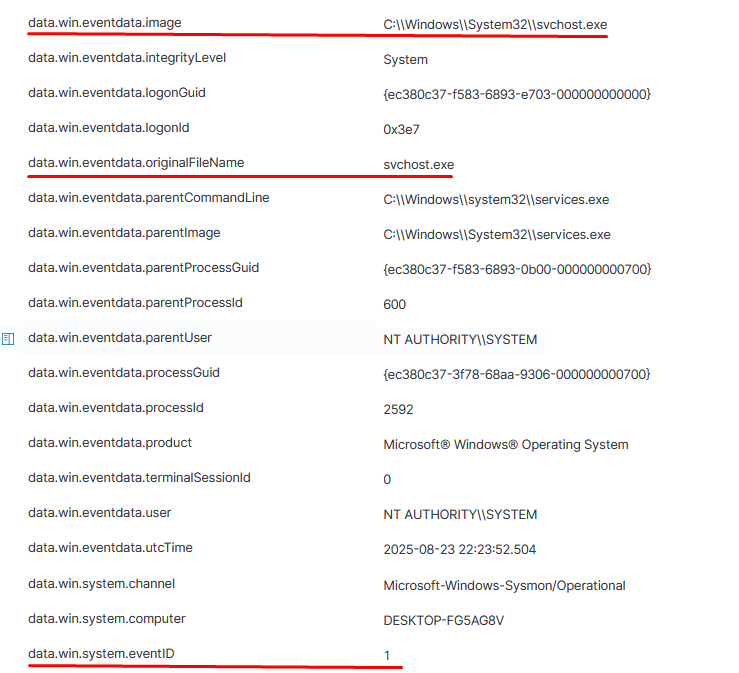 data.win.eventdata.image C:\\Windows\\System32\\svchost.exe
data.win.eventdata.integrityLevel System
data.win.eventdata.logonGuid {ec380c37-f583-6893-e703-000000000000}
data.win.eventdata.logonId 0x3e7
data.win.eventdata.originalFileName svchost.exe
data.win.eventdata.parentCommandLine C:\\Windows\\system32\\services.exe
data.win.eventdata.parentImage C:\\Windows\\System32\\services.exe
data.win.eventdata.parentProcessGuid {ec380c37-f583-6893-0b00-000000000700}
data.win.eventdata.parentProcessId 600
data.win.eventdata.parentUser NT AUTHORITY\\SYSTEM
data.win.eventdata.processGuid {ec380c37-3f78-68aa-9306-000000000700}
data.win.eventdata.processId 2592
data.win.eventdata.product Microsoft® Windows® Operating System
data.win.eventdata.terminalSessionId 0
data.win.eventdata.user NT AUTHORITY\\SYSTEM
data.win.eventdata.utcTime 2025-08-23 22:23:52.504
data.win.system.channel Microsoft-Windows-Sysmon/Operational
data.win.system.computer DESKTOP-FG5AG8V
data.win.system.eventID 1